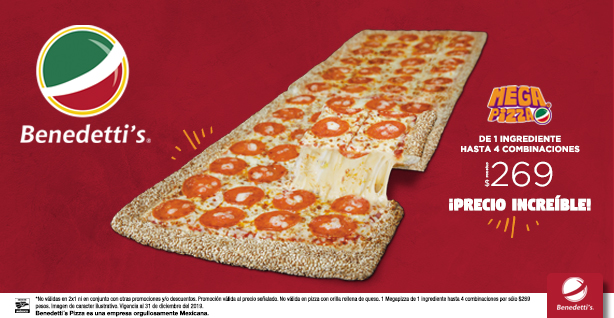 Benedetti's®
MEGA
PIZZA
DE 1 INGREDIENTE
HASTA 4 COMBINACIONES
$269
¡PRECIO INCREÍBLE!
*No válidas en 2x1 ni en conjunto con otras promociones y/o descuentos. Promoción válida al precio señalado. No válida en pizza con orilla rellena de queso. 1 Megapizza de 1 ingrediente hasta 4 combinaciones por sólo $269
pesos. Imagen de caracter ilustrativo. Vigencia al 31 de diciembre del 2019.
Benedetti's Pizza es una empresa orgullosamente Mexicana.
Benedetti's.